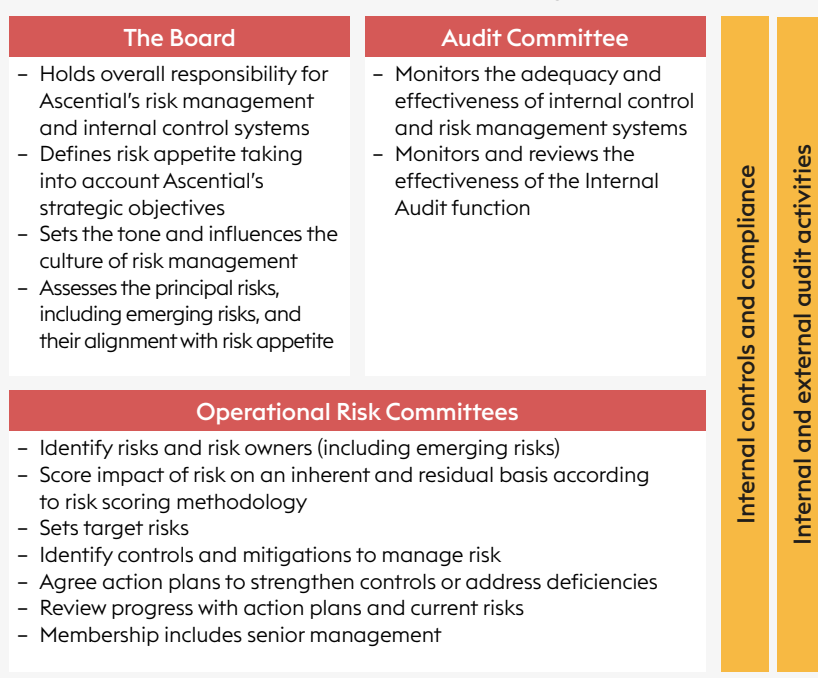 The Board
– Holds overall responsibility for
Ascential’s risk management
and internal control systems
– Defines risk appetite taking
into account Ascential’s
strategic objectives
– Sets the tone and influences the
culture of risk management
– Assesses the principal risks,
including emerging risks, and
their alignment with risk appetite
Audit Committee
– Monitors the adequacy and
effectiveness of internal control
and risk management systems
– Monitors and reviews the
effectiveness of the Internal
Audit function
Operational Risk Committees
– Identify risks and risk owners (including emerging risks)
– Score impact of risk on an inherent and residual basis according
to risk scoring methodology
– Sets target risks
– Identify controls and mitigations to manage risk
– Agree action plans to strengthen controls or address deficiencies
– Review progress with action plans and current risks
– Membership includes senior management
Internal controls and compliance
Internal and external audit activities